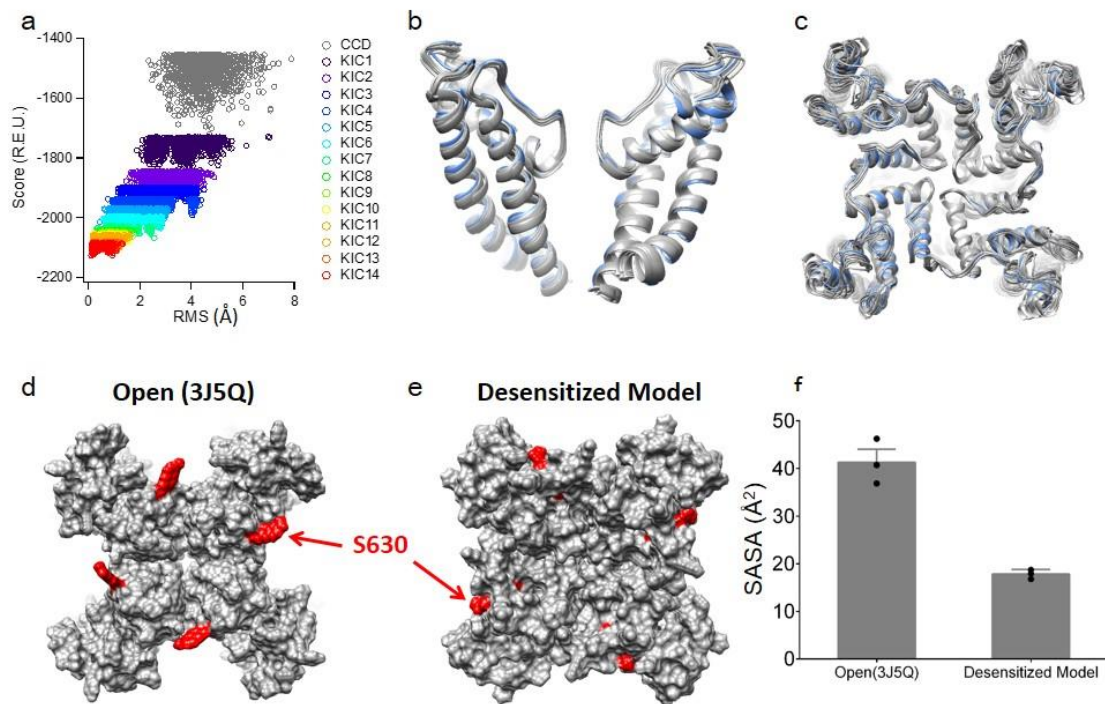 a
-1400
-1600
-1800
-2000
-2200
Score (R.E.U.)
0 2 4 6 8
RMS (Å)
CCD
KIC1
KIC2
KIC3
KIC4
KIC5
KIC6
KIC7
KIC8
KIC9
KIC10
KIC11
KIC12
KIC13
KIC14
b
c
d
Open (3J5Q)
S630
e
Desensitized Model
f
50
40
30
20
10
0
SASA (Å²)
Open(3J5Q) Desensitized Model